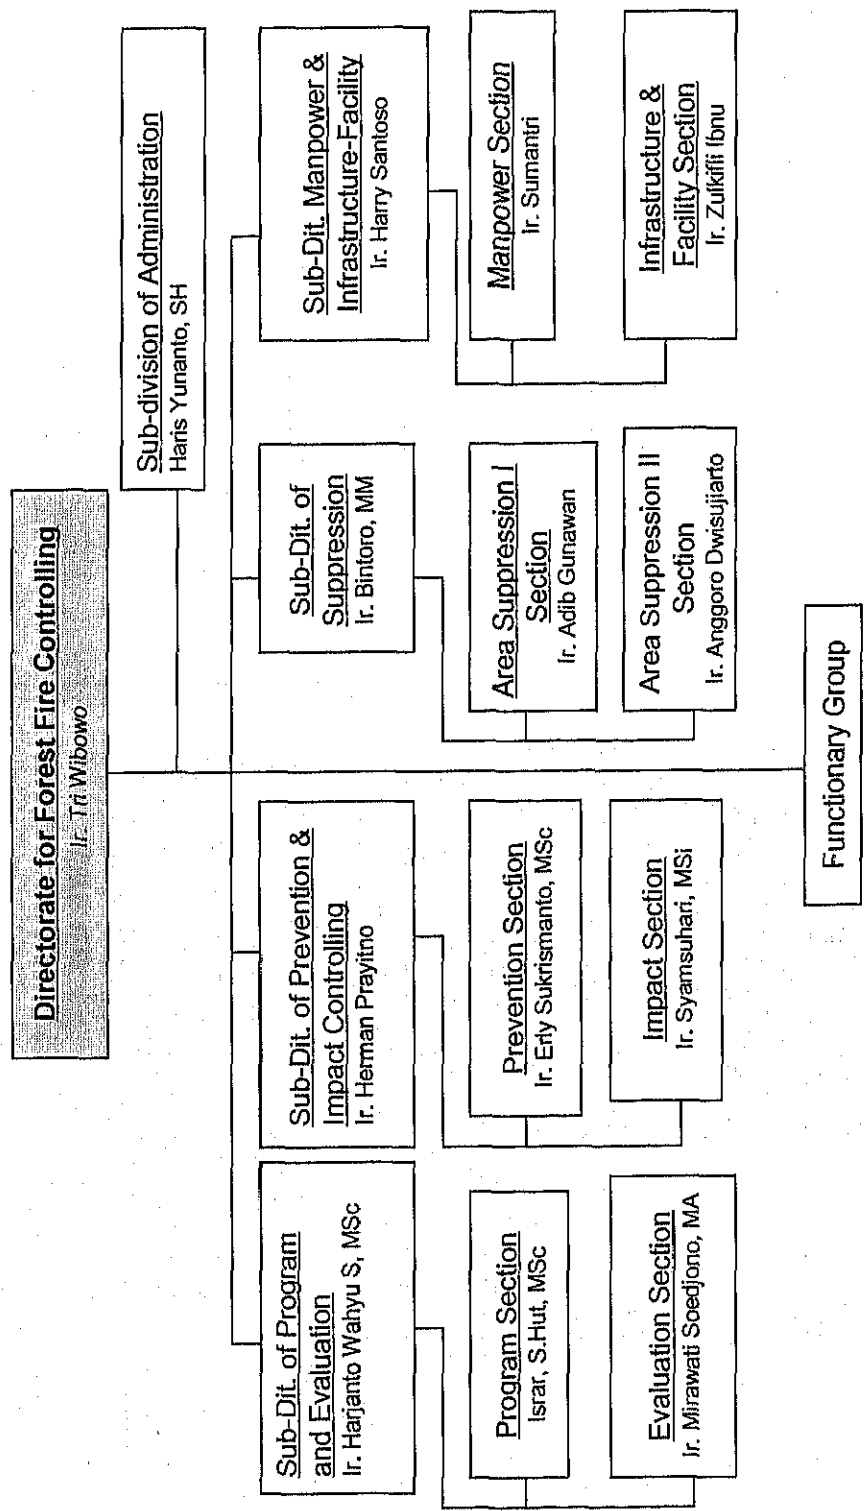 Directorate for Forest Fire Controlling
Ir. Tri Wibowo
Sub-division of Administration
Haris Yunanto, SH
Sub-Dit. of Program
and Evaluation
Ir. Harjanto Wahyu S, MSc
Sub-Dit. of Prevention &
Impact Controlling
Ir. Herman Prayitno
Sub-Dit. of
Suppression
Ir. Bintoro, MM
Sub-Dit. Manpower &
Infrastructure-Facility
Ir. Harry Santoso
Program Section
Israr, S.Hut, MSc
Prevention Section
Ir. Erly Sukrismanto, MSc
Area Suppression I
Section
Ir. Adib Gunawan
Manpower Section
Ir. Sumantri
Evaluation Section
Ir. Mirawati Soedjono, MA
Impact Section
Ir. Syamsuhari, MSi
Area Suppression II
Section
Ir. Anggoro Dwisujiarto
Infrastructure &
Facility Section
Ir. Zulkifli Ibnu
Functionary Group